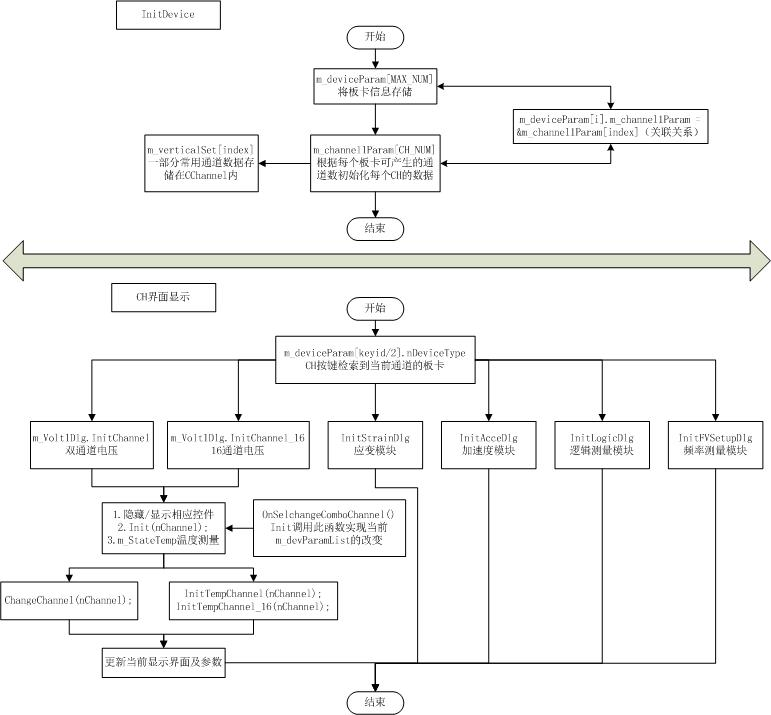 InitDevice
开始
m_deviceParam[MAX_NUM]
将板卡信息存储
m_deviceParam[i].m_channelParam =
&m_channelParam[index]（关联关系）
m_verticalSet[index]
一部分常用通道数据存
储在CChannel内
m_channelParam[CH_NUM]
根据每个板卡可产生的通
道数初始化每个CH的数据
结束
CH界面显示
开始
m_deviceParam[keyid/2].nDeviceType
CH按键检索到当前通道的板卡
m_VoltDlg.InitChannel
双通道电压
m_VoltDlg.InitChannel_16
16通道电压
InitStrainDlg
应变模块
InitAcceDlg
加速度模块
InitLogicDlg
逻辑测量模块
InitFVSetupDlg
频率测量模块
1.隐藏/显示相应控件
2.Init(nChannel);
3.m_StateTemp温度测量
OnSelchangeComboChannel()
Init调用此函数实现当前
m_devParamList的改变
ChangeChannel(nChannel);
InitTempChannel(nChannel);
InitTempChannel_16(nChannel);
更新当前显示界面及参数
结束